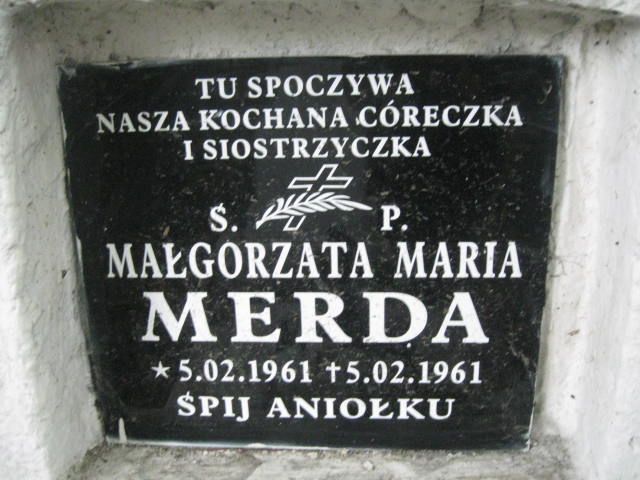 TU SPOCZYWA
NASZA KOCHANA CÓRECZKA
I SIOSTRZYCZKA
Ś. P.
MAŁGORZATA MARIA
MERDA
★ 5.02.1961 † 5.02.1961
ŚPIJ ANIOŁKU